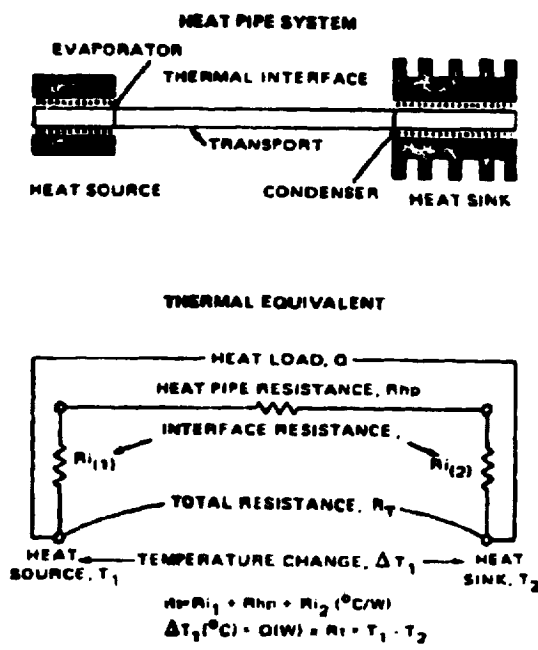 HEAT PIPE SYSTEM
EVAPORATOR
THERMAL INTERFACE
TRANSPORT
HEAT SOURCE
CONDENSER
HEAT SINK
THERMAL EQUIVALENT
HEAT LOAD, Q
HEAT PIPE RESISTANCE, Rhp
INTERFACE RESISTANCE,
Ri(1)
Ri(2)
TOTAL RESISTANCE, R_T
HEAT SOURCE, T₁
TEMPERATURE CHANGE, ΔT₁
HEAT SINK, T₂
Rt=Ri₁ + Rhp + Ri₂ (°C/W)
ΔT₁(°C) = Q(W) x Rt = T₁ - T₂